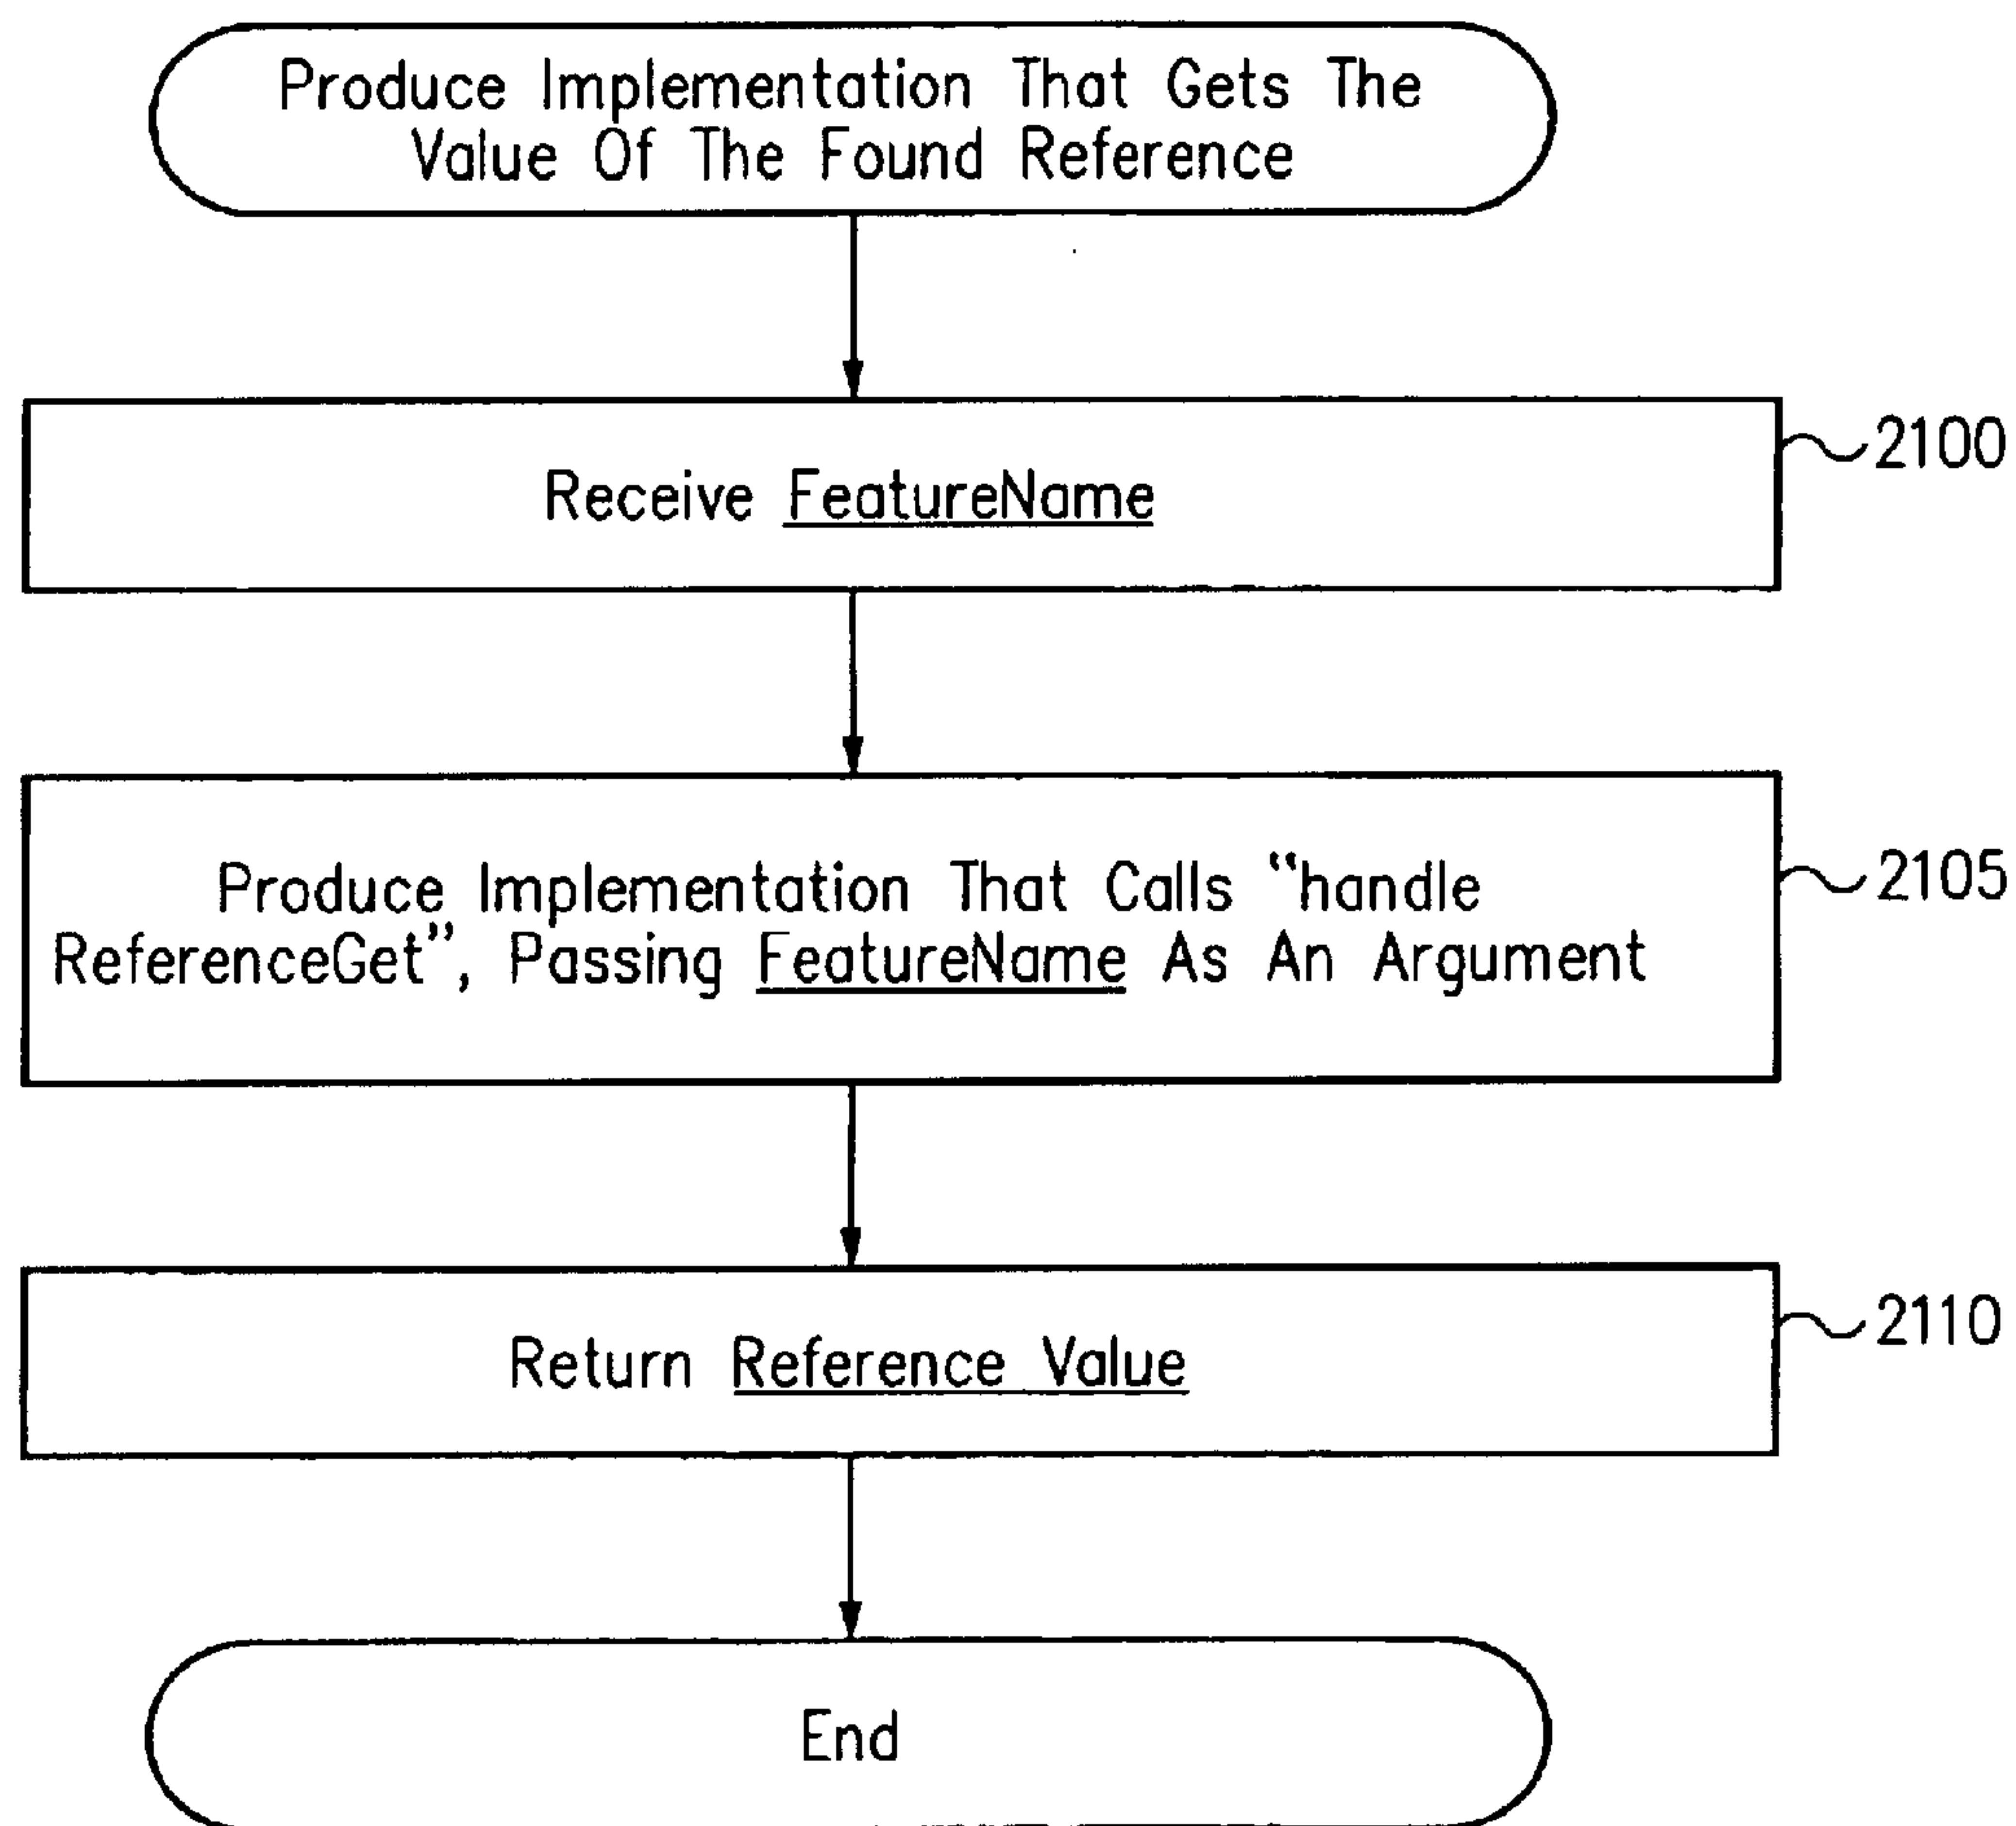 Produce Implementation That Gets The
Value Of The Found Reference
Receive FeatureName
2100
Produce Implementation That Calls “handle
ReferenceGet”, Passing FeatureName As An Argument
2105
Return Reference Value
2110
End